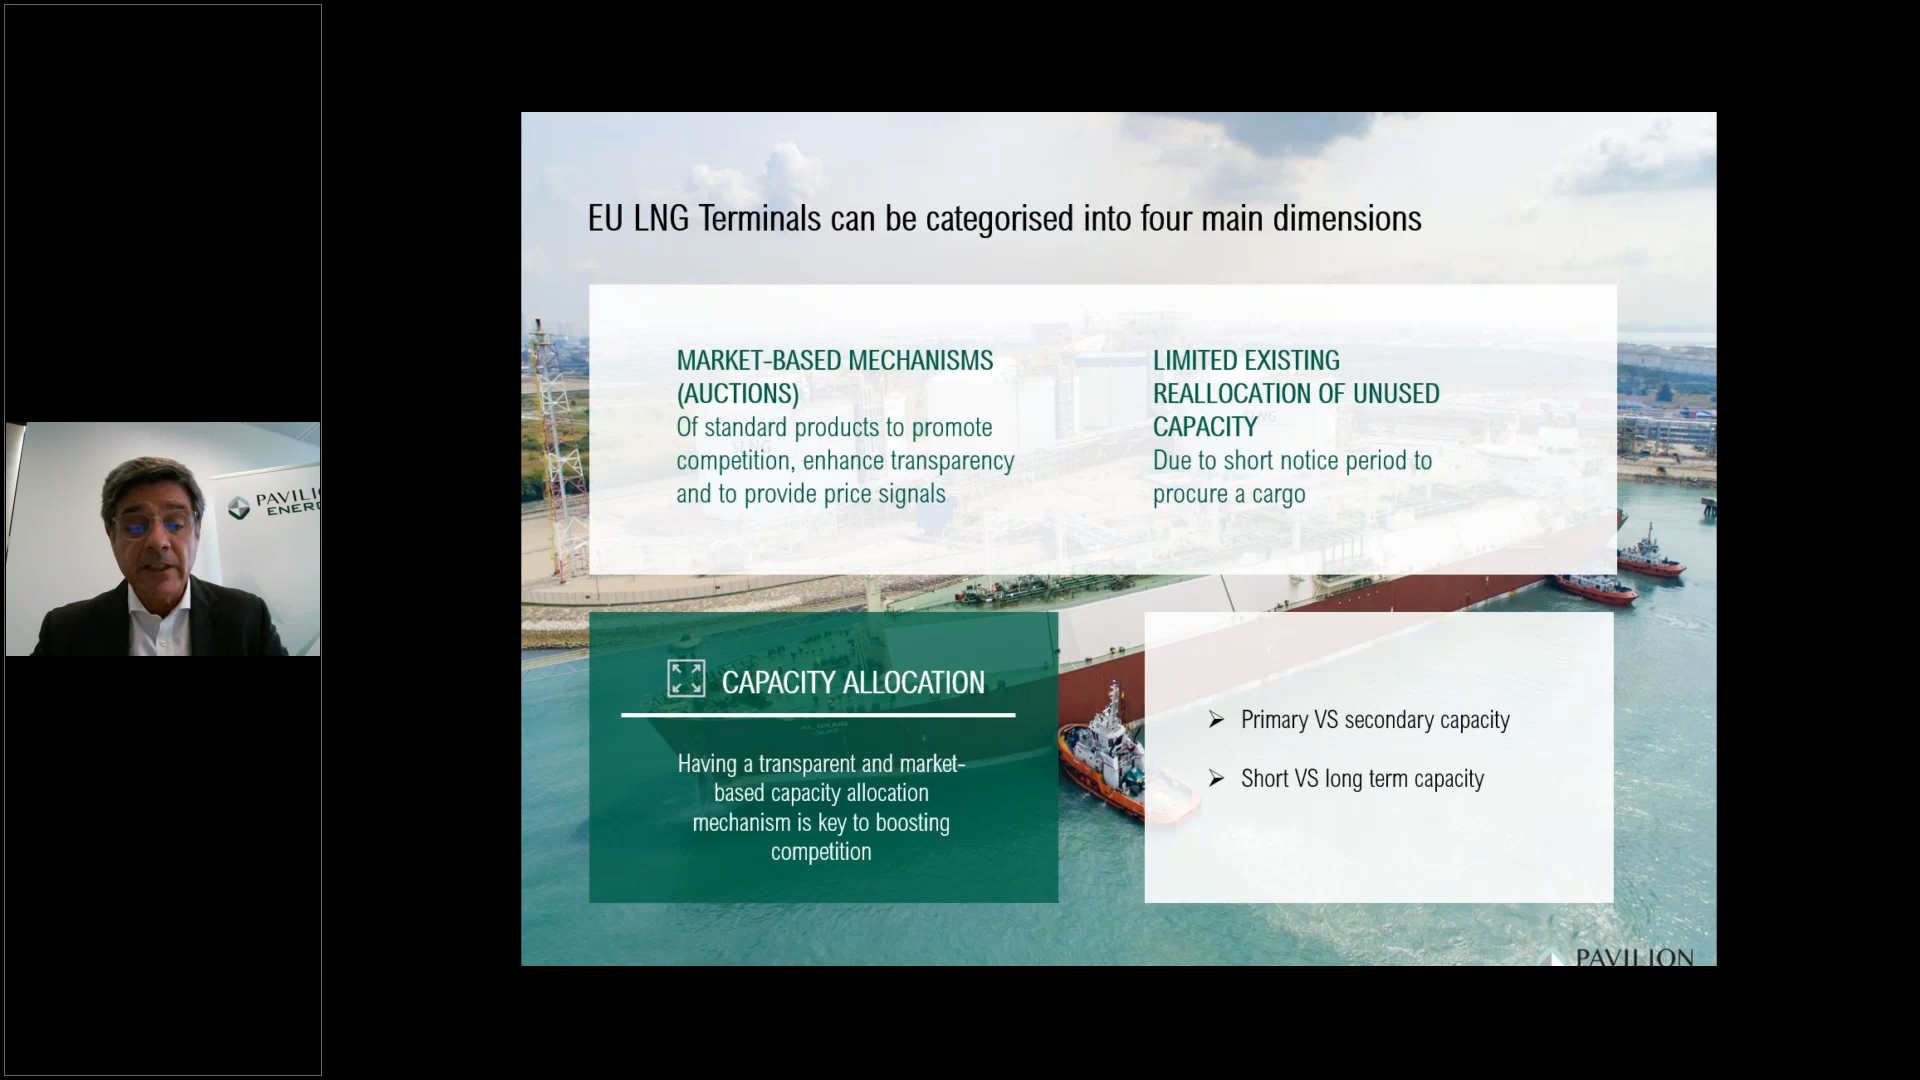 PAVILI
ENERG
EU LNG Terminals can be categorised into four main dimensions
MARKET-BASED MECHANISMS
(AUCTIONS)
Of standard products to promote
competition, enhance transparency
and to provide price signals
LIMITED EXISTING
REALLOCATION OF UNUSED
CAPACITY
Due to short notice period to
procure a cargo
CAPACITY ALLOCATION
Having a transparent and market-
based capacity allocation
mechanism is key to boosting
competition
➢ Primary VS secondary capacity
➢ Short VS long term capacity
PAVILION